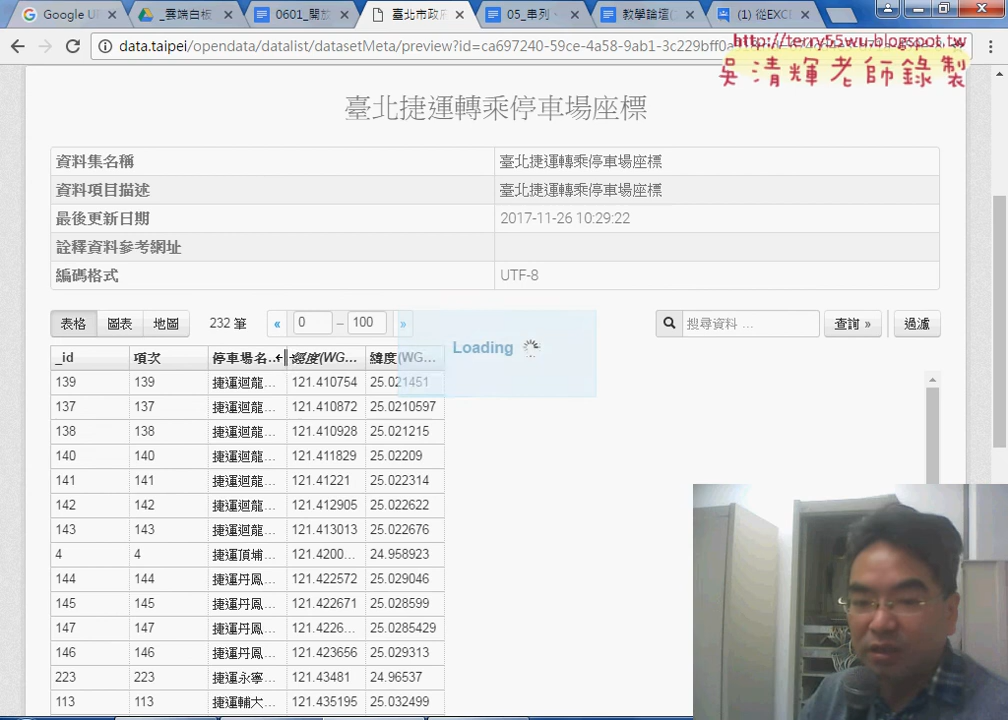 Google U
_雲端白板
0601_開放
臺北市政府
05_串列、
教學論壇(
(1) 從EXC
data.taipei/opendata/datalist/datasetMeta/preview?id=ca697240-59ce-4a58-9ab1-3c229bff0a
http://terry55wu.blogspot.tw
吳清輝老師錄製
臺北捷運轉乘停車場座標
資料集名稱 臺北捷運轉乘停車場座標
資料項目描述 臺北捷運轉乘停車場座標
最後更新日期 2017-11-26 10:29:22
詮釋資料參考網址
編碼格式 UTF-8
表格 圖表 地圖 232 筆 « 0 – 100 » 搜尋資料 ... 查詢 » 過濾
Loading
_id 項次 停車場名... 經度(WG... 緯度(WG...
139 139 捷運迴龍... 121.410754 25.021451
137 137 捷運迴龍... 121.410872 25.0210597
138 138 捷運迴龍... 121.410928 25.021215
140 140 捷運迴龍... 121.411829 25.02209
141 141 捷運迴龍... 121.41221 25.022314
142 142 捷運迴龍... 121.412905 25.022622
143 143 捷運迴龍... 121.413013 25.022676
4 4 捷運頂埔... 121.4200... 24.958923
144 144 捷運丹鳳... 121.422572 25.029046
145 145 捷運丹鳳... 121.422671 25.028599
147 147 捷運丹鳳... 121.4226... 25.0285429
146 146 捷運丹鳳... 121.423656 25.029313
223 223 捷運永寧... 121.43481 24.96537
113 113 捷運輔大... 121.435195 25.032499